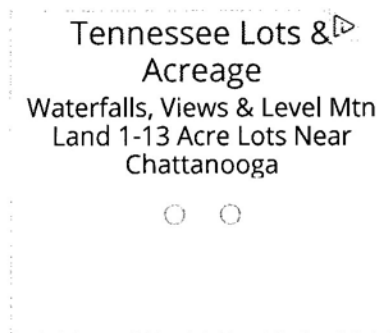 Tennessee Lots &
Acreage
Waterfalls, Views & Level Mtn
Land 1-13 Acre Lots Near
Chattanooga